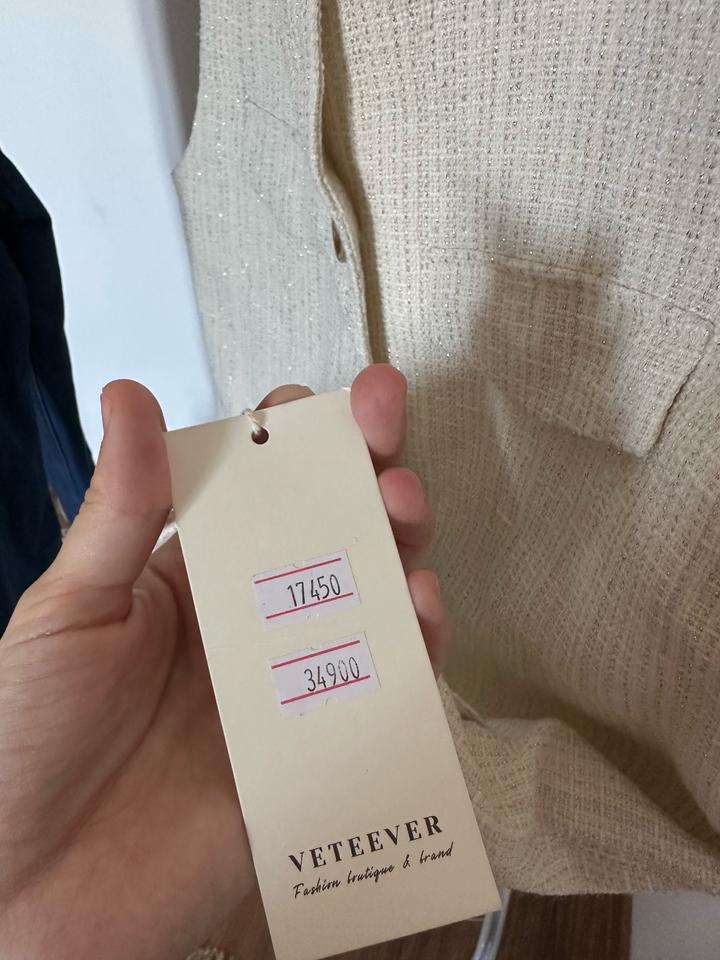 17450
34900
VETEEVER
Fashion boutique & brand